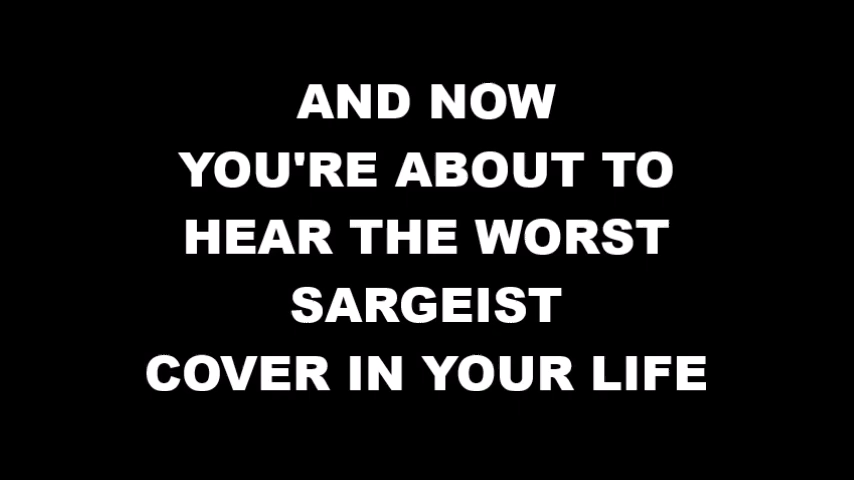 AND NOW
YOU'RE ABOUT TO
HEAR THE WORST
SARGEIST
COVER IN YOUR LIFE